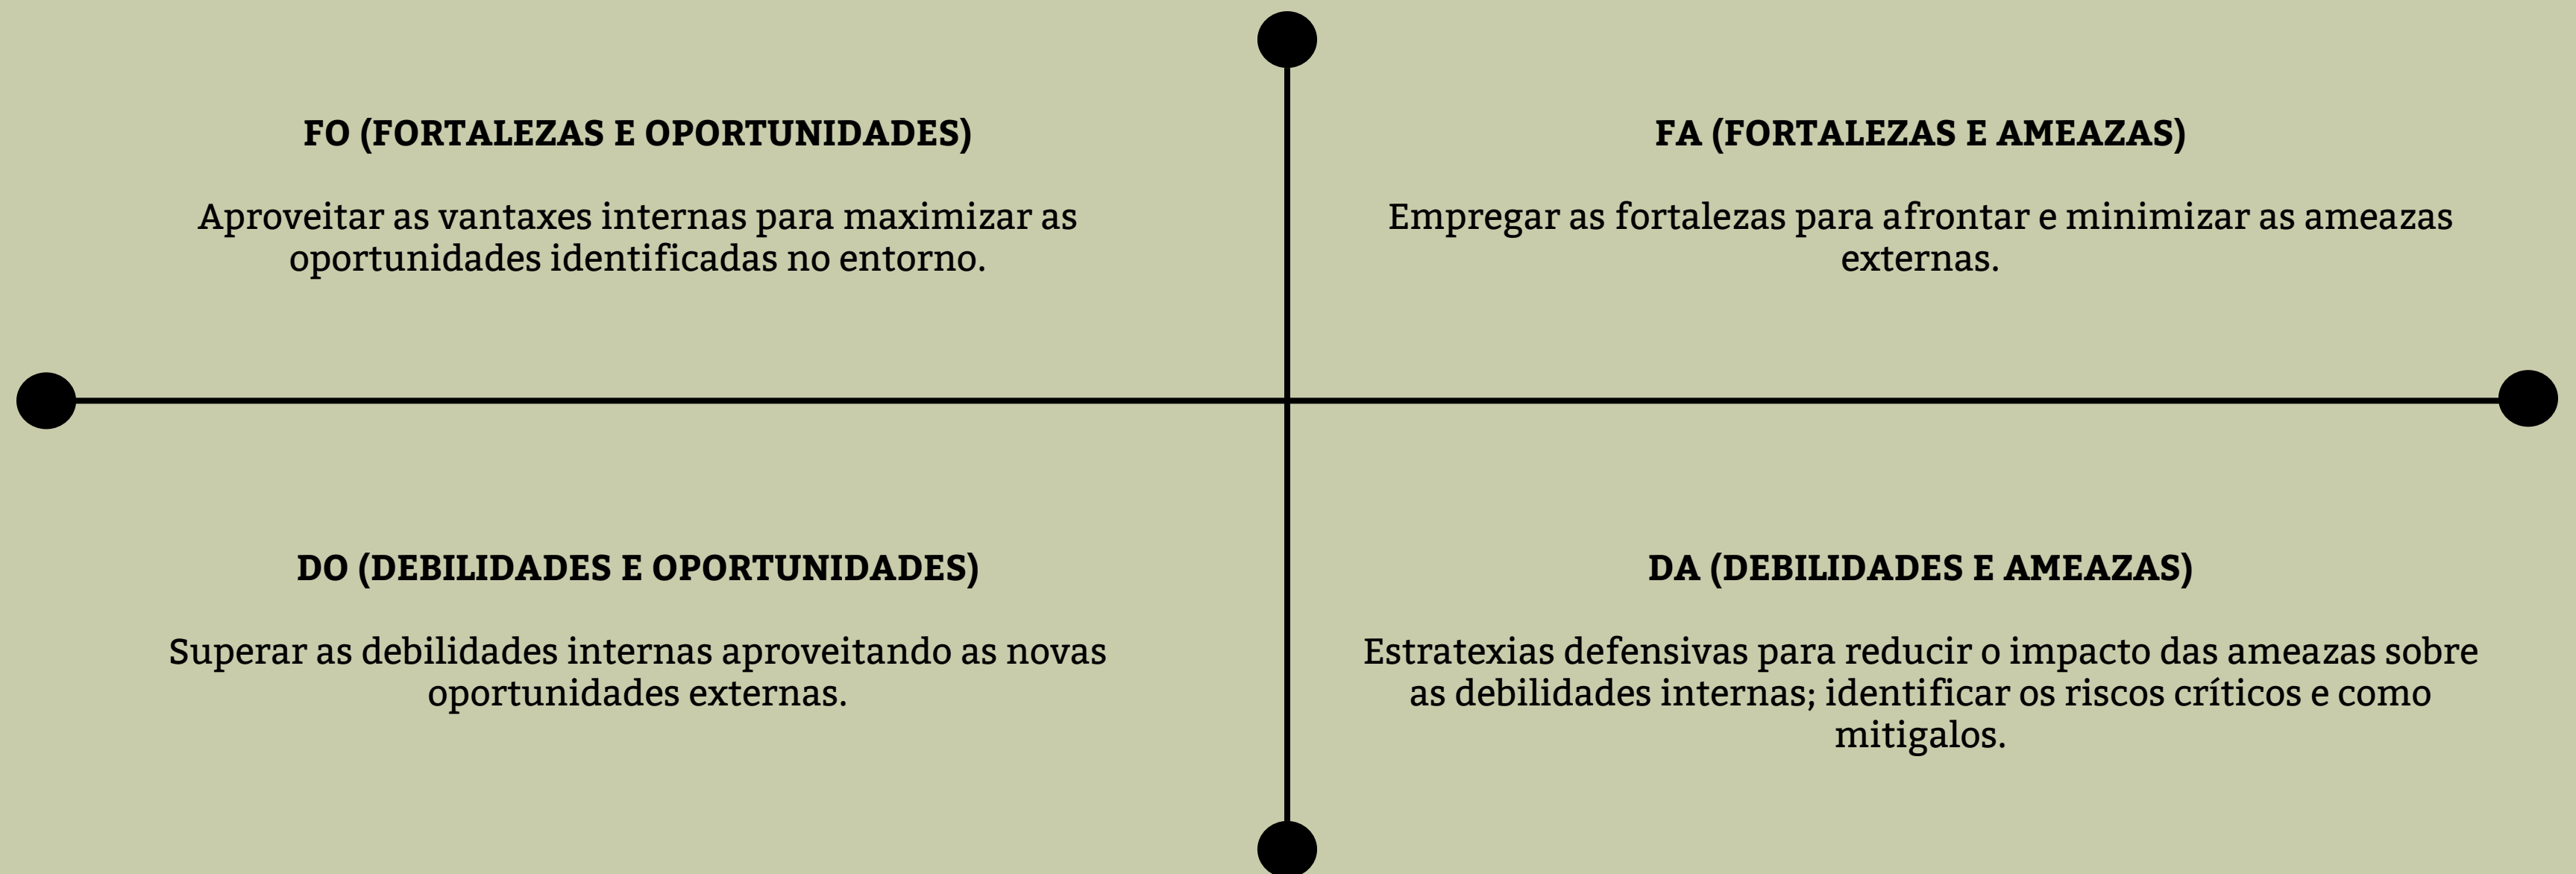 FO (FORTALEZAS E OPORTUNIDADES)
Aproveitar as vantaxes internas para maximizar as
oportunidades identificadas no entorno.
FA (FORTALEZAS E AMEAZAS)
Empregar as fortalezas para afrontar e minimizar as ameazas
externas.
DO (DEBILIDADES E OPORTUNIDADES)
Superar as debilidades internas aproveitando as novas
oportunidades externas.
DA (DEBILIDADES E AMEAZAS)
Estratexias defensivas para reducir o impacto das ameazas sobre
as debilidades internas; identificar os riscos críticos e como
mitigalos.